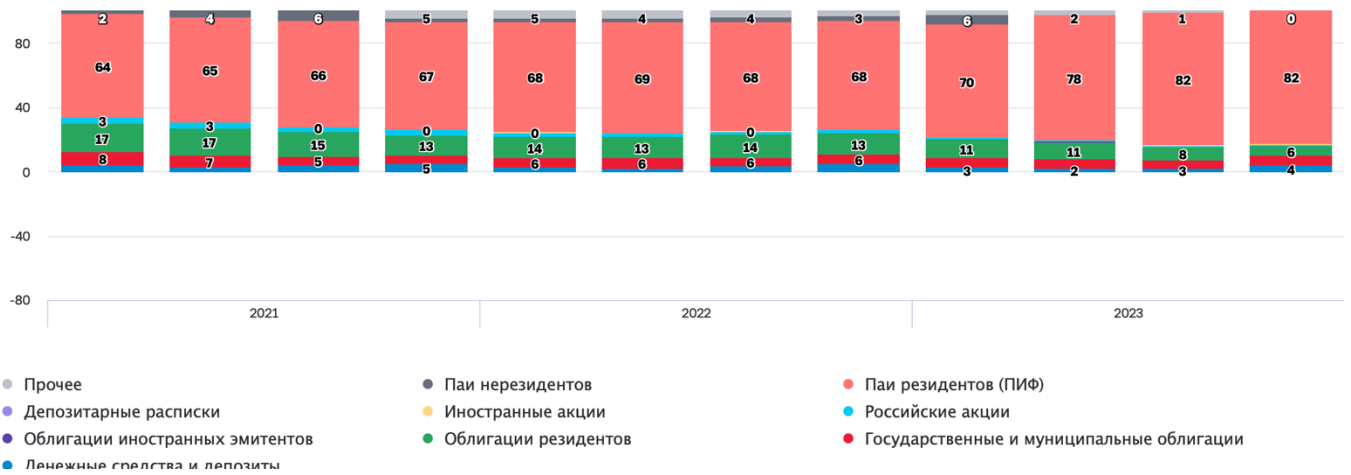 2 4 6 5 5 4 4 3 6 2 1 0
80
64 65 66 67 68 69 68 68 70 78 82 82
40
3 3 0 0 0 0
17 17 15 13 14 13 14 13 11 11 8 6
8 7 5 5 6 6 6 6 3 2 3 4
0
-40
-80
2021 2022 2023
Прочее Паи нерезидентов Паи резидентов (ПИФ)
Депозитарные расписки Иностранные акции Российские акции
Облигации иностранных эмитентов Облигации резидентов Государственные и муниципальные облигации
Денежные средства и депозиты